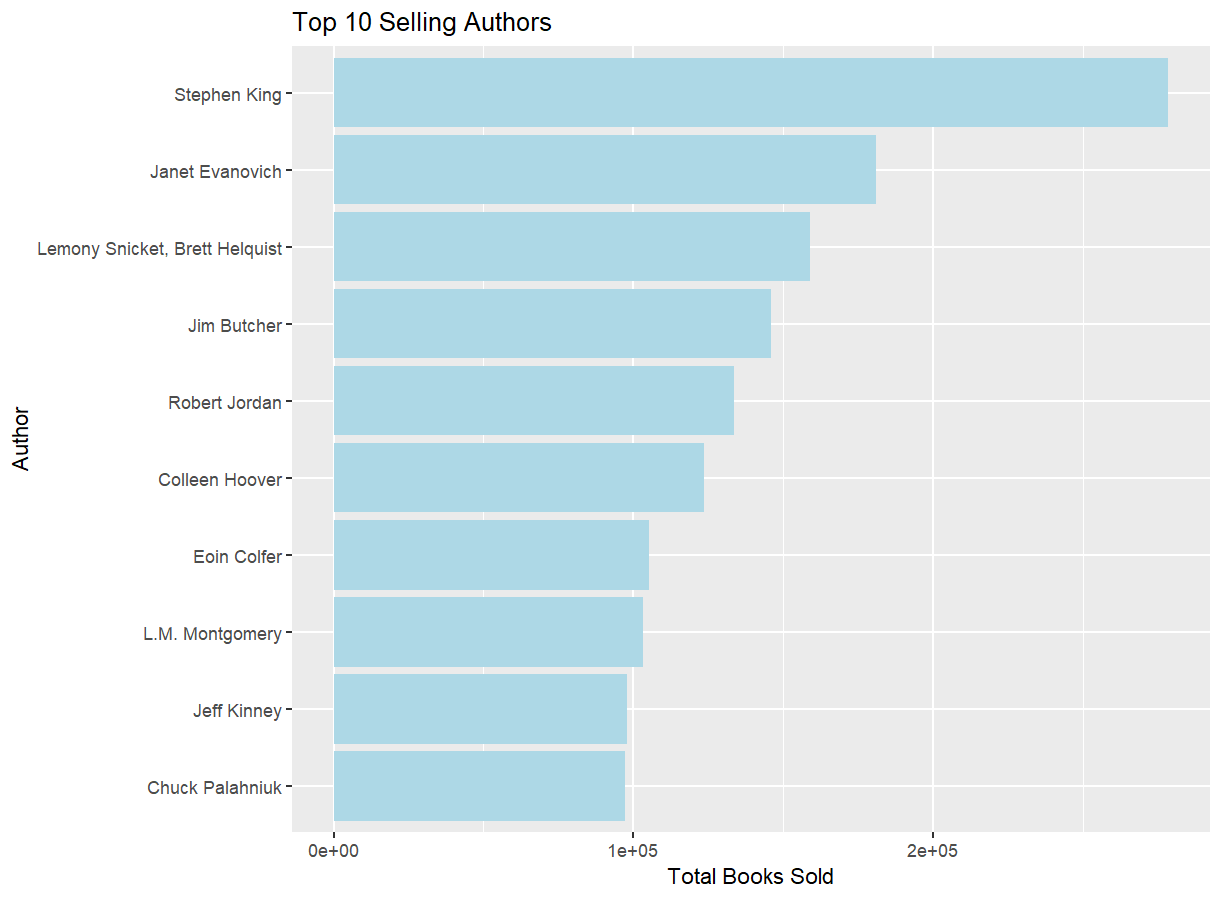 Top 10 Selling Authors
Author
Stephen King
Janet Evanovich
Lemony Snicket, Brett Helquist
Jim Butcher
Robert Jordan
Colleen Hoover
Eoin Colfer
L.M. Montgomery
Jeff Kinney
Chuck Palahniuk
0e+00 1e+05 2e+05
Total Books Sold